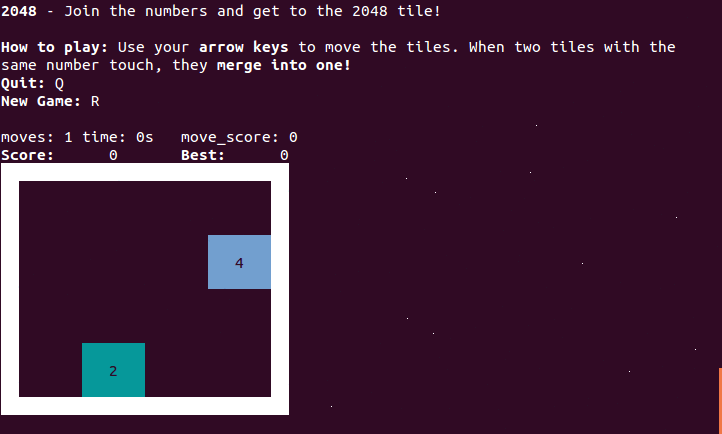 2048 - Join the numbers and get to the 2048 tile!
How to play: Use your arrow keys to move the tiles. When two tiles with the
same number touch, they merge into one!
Quit: Q
New Game: R
moves: 1 time: 0s   move_score: 0
Score:      0       Best:      0
4
2